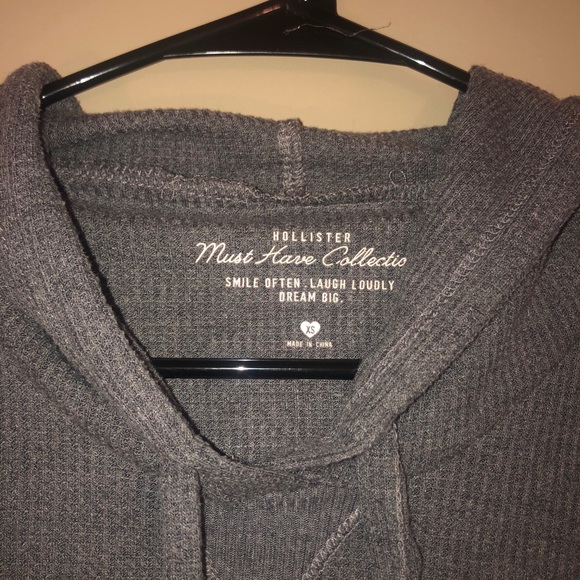 HOLLISTER
Must Have Collectio
SMILE OFTEN. LAUGH LOUDLY
DREAM BIG.
XS
MADE IN CHINA